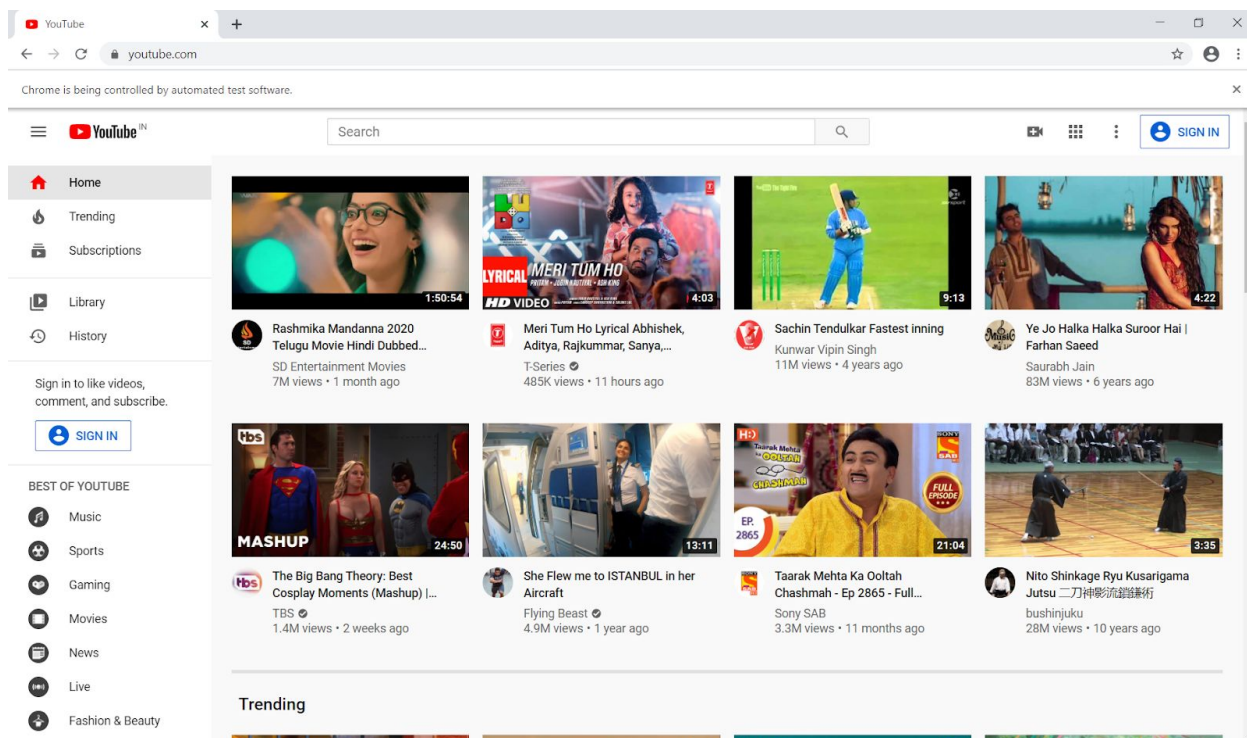 YouTube
youtube.com
Chrome is being controlled by automated test software.
YouTube IN
Search
SIGN IN
Home
Trending
Subscriptions
Library
History
Sign in to like videos,
comment, and subscribe.
SIGN IN
BEST OF YOUTUBE
Music
Sports
Gaming
Movies
News
Live
Fashion & Beauty
1:50:54
Rashmika Mandanna 2020
Telugu Movie Hindi Dubbed...
SD Entertainment Movies
7M views • 1 month ago
LYRICAL
MERI TUM HO
HD VIDEO
4:03
Meri Tum Ho Lyrical Abhishek,
Aditya, Rajkummar, Sanya,...
T-Series
485K views • 11 hours ago
9:13
Sachin Tendulkar Fastest inning
Kunwar Vipin Singh
11M views • 4 years ago
4:22
Music
Ye Jo Halka Halka Suroor Hai |
Farhan Saeed
Saurabh Jain
83M views • 6 years ago
tbs
MASHUP
24:50
tbs
The Big Bang Theory: Best
Cosplay Moments (Mashup) |...
TBS
1.4M views • 2 weeks ago
13:11
She Flew me to ISTANBUL in her
Aircraft
Flying Beast
4.9M views • 1 year ago
H:)
Taarak Mehta
Ka OOLTAH
CHASHMAH
SONY
SAB
FULL
EPISODE
EP.
2865
21:04
Taarak Mehta Ka Ooltah
Chashmah - Ep 2865 - Full...
Sony SAB
3.3M views • 11 months ago
3:35
Nito Shinkage Ryu Kusarigama
Jutsu 二刀神影流鎖鎌術
bushinjuku
28M views • 10 years ago
Trending